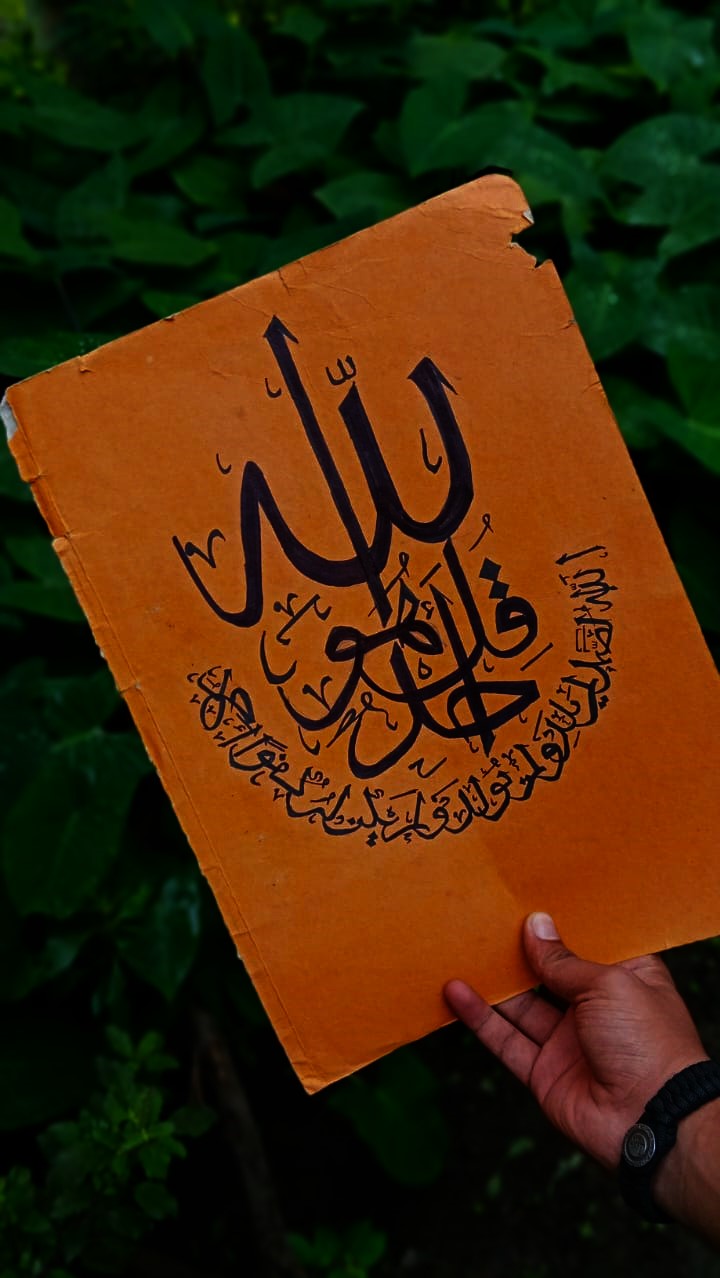 قل هو الله احد
الله الصمد لم يلد ولم يولد ولم يكن له كفوا احد